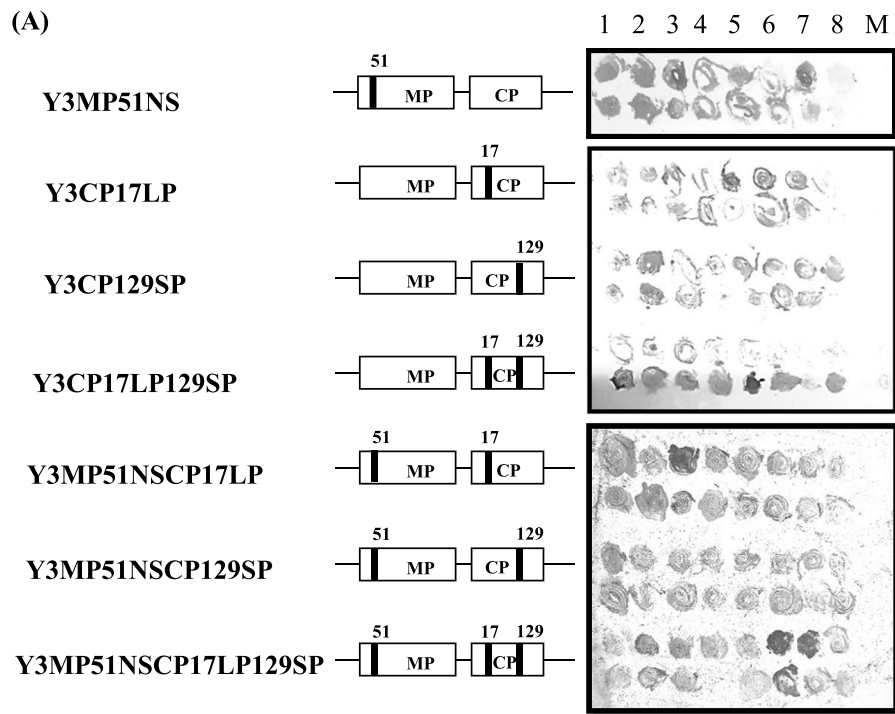 (A)
1 2 3 4 5 6 7 8 M
51
Y3MP51NS MP CP
17
Y3CP17LP MP CP
129
Y3CP129SP MP CP
17 129
Y3CP17LP129SP MP CP
51 17
Y3MP51NSCP17LP MP CP
51 129
Y3MP51NSCP129SP MP CP
51 17 129
Y3MP51NSCP17LP129SP MP CP